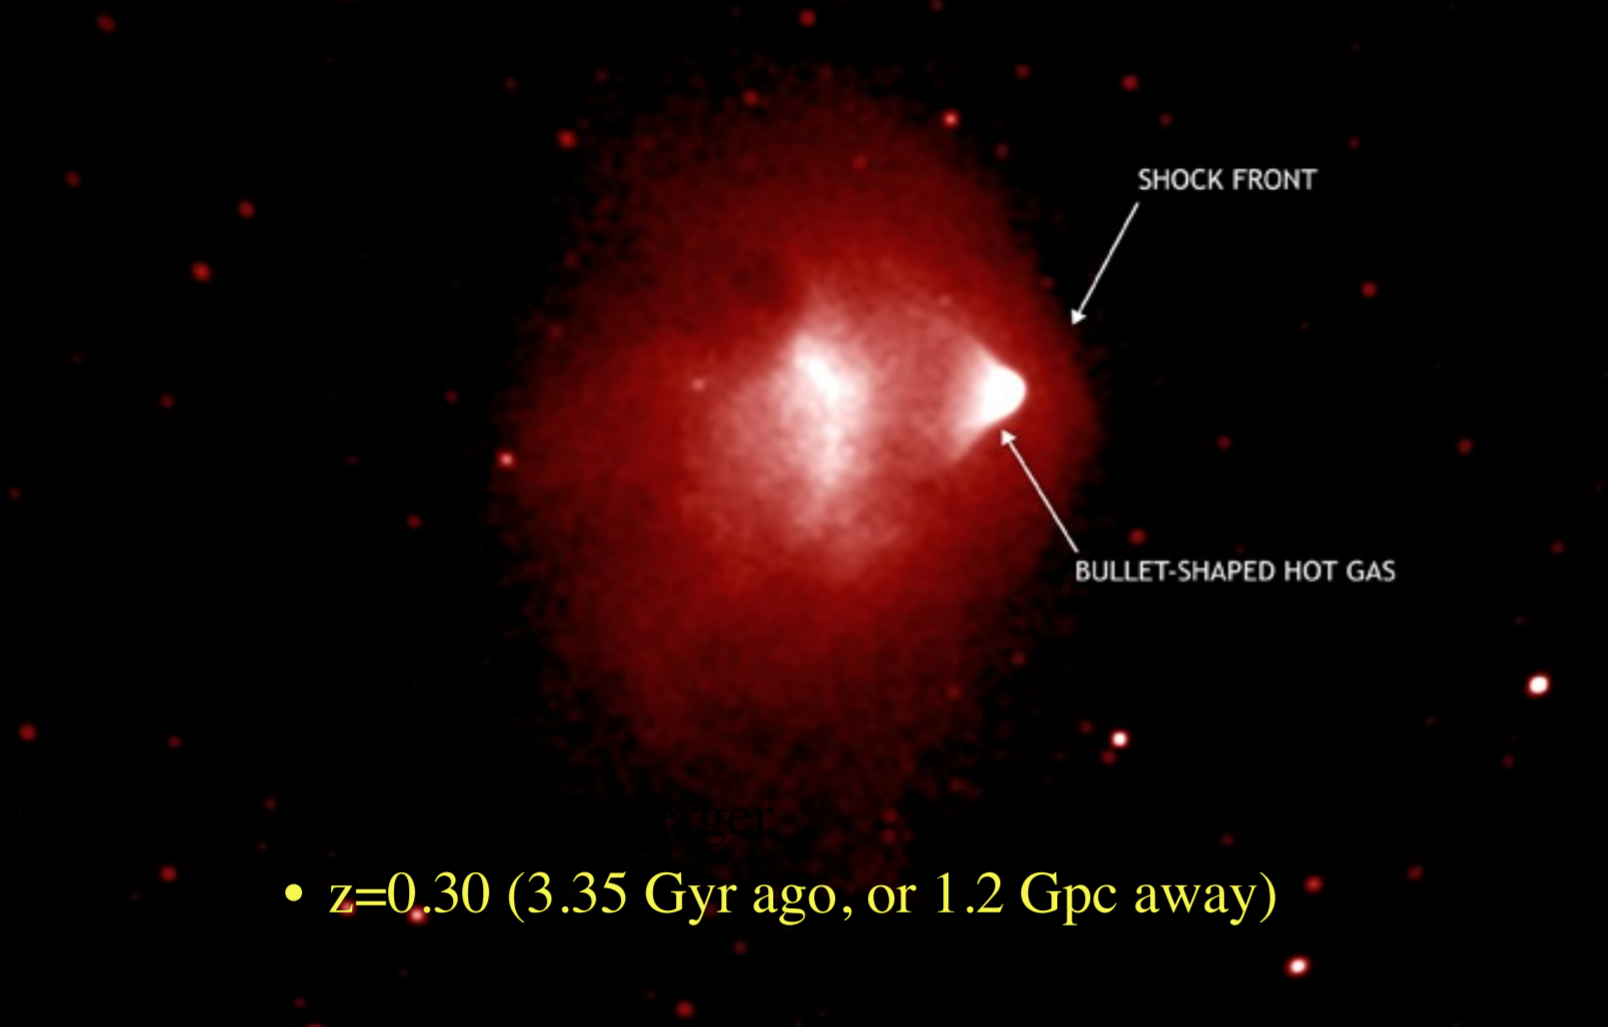 SHOCK FRONT
BULLET-SHAPED HOT GAS
• z=0.30 (3.35 Gyr ago, or 1.2 Gpc away)